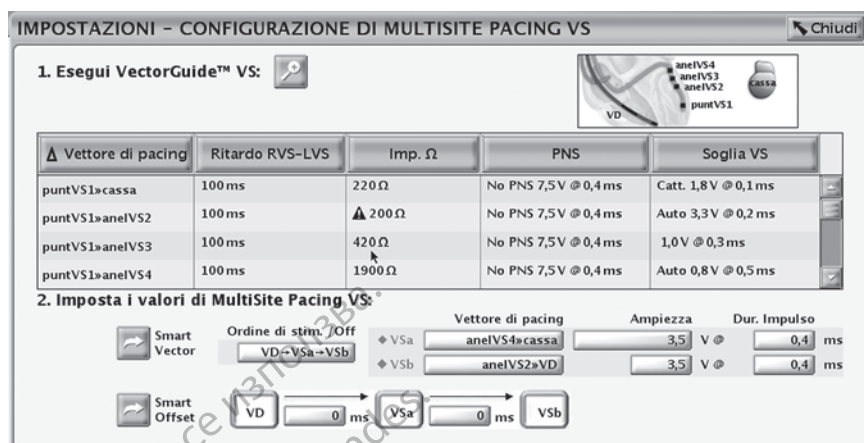 IMPOSTAZIONI – CONFIGURAZIONE DI MULTISITE PACING VS
Chiudi
1. Esegui VectorGuide™ VS:
anelVS4
anelVS3
anelVS2
puntVS1
cassa
VD
Δ Vettore di pacing Ritardo RVS-LVS Imp. Ω PNS Soglia VS
puntVS1»cassa 100 ms 220 Ω No PNS 7,5 V @ 0,4 ms Catt. 1,8 V @ 0,1 ms
puntVS1»anelVS2 100 ms 200 Ω No PNS 7,5 V @ 0,4 ms Auto 3,3 V @ 0,2 ms
puntVS1»anelVS3 100 ms 420 Ω No PNS 7,5 V @ 0,4 ms 1,0 V @ 0,3 ms
puntVS1»anelVS4 100 ms 1900 Ω No PNS 7,5 V @ 0,4 ms Auto 0,8 V @ 0,5 ms
2. Imposta i valori di MultiSite Pacing VS:
Smart Vector
Ordine di stim. /Off
VD→VSa→VSb
Vettore di pacing Ampiezza Dur. Impulso
VSa anelVS4»cassa 3,5 V @ 0,4 ms
VSb anelVS2»VD 3,5 V @ 0,4 ms
Smart Offset
VD 0 ms VSa 0 ms VSb
се използва.